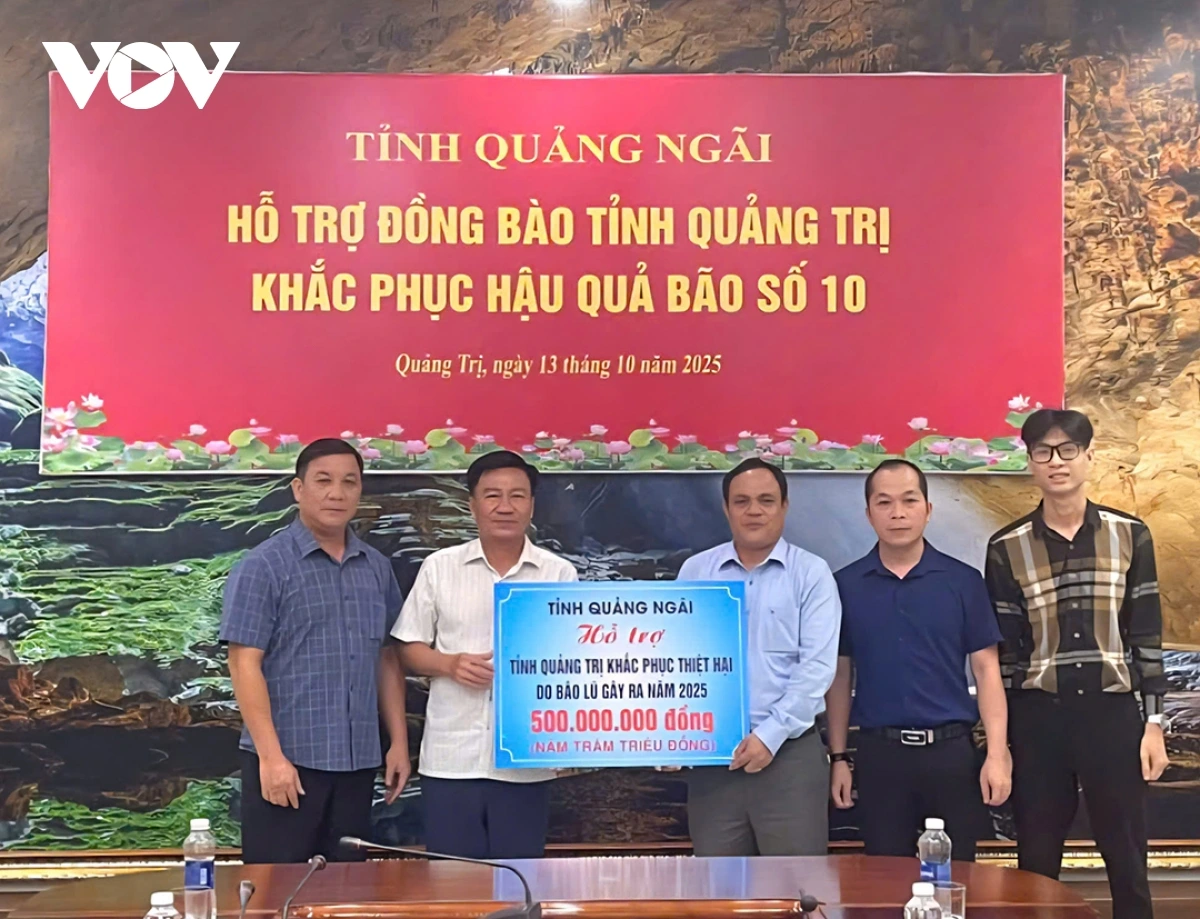 VOV
TỈNH QUẢNG NGÃI
HỖ TRỢ ĐỒNG BÀO TỈNH QUẢNG TRỊ
KHẮC PHỤC HẬU QUẢ BÃO SỐ 10
Quảng Trị, ngày 13 tháng 10 năm 2025
TỈNH QUẢNG NGÃI
Hỗ trợ
TỈNH QUẢNG TRỊ KHẮC PHỤC THIỆT HẠI
DO BÃO LŨ GÂY RA NĂM 2025
500.000.000 đồng
(NĂM TRĂM TRIỆU ĐỒNG)